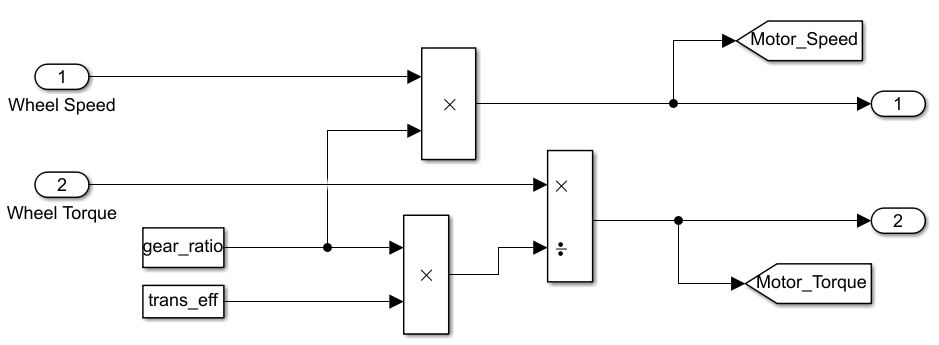 Motor_Speed
1
×
1
Wheel Speed
2
×
Wheel Torque
2
gear_ratio
×
÷
trans_eff
Motor_Torque